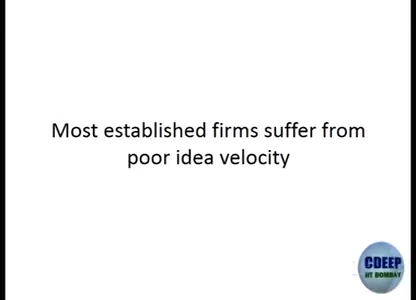 Most established firms suffer from
poor idea velocity
CDEEP
IIT BOMBAY